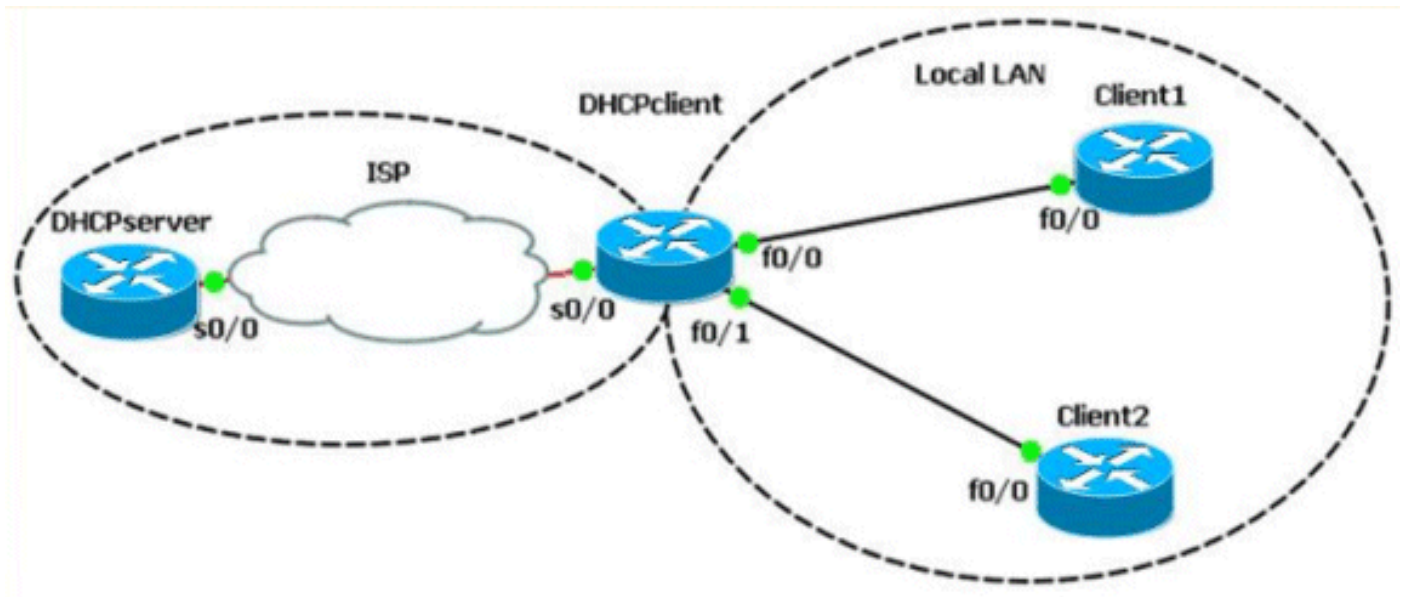 DHCPclient
Local LAN
Client1
ISP
DHCPserver
f0/0
f0/0
s0/0
s0/0
f0/1
Client2
f0/0